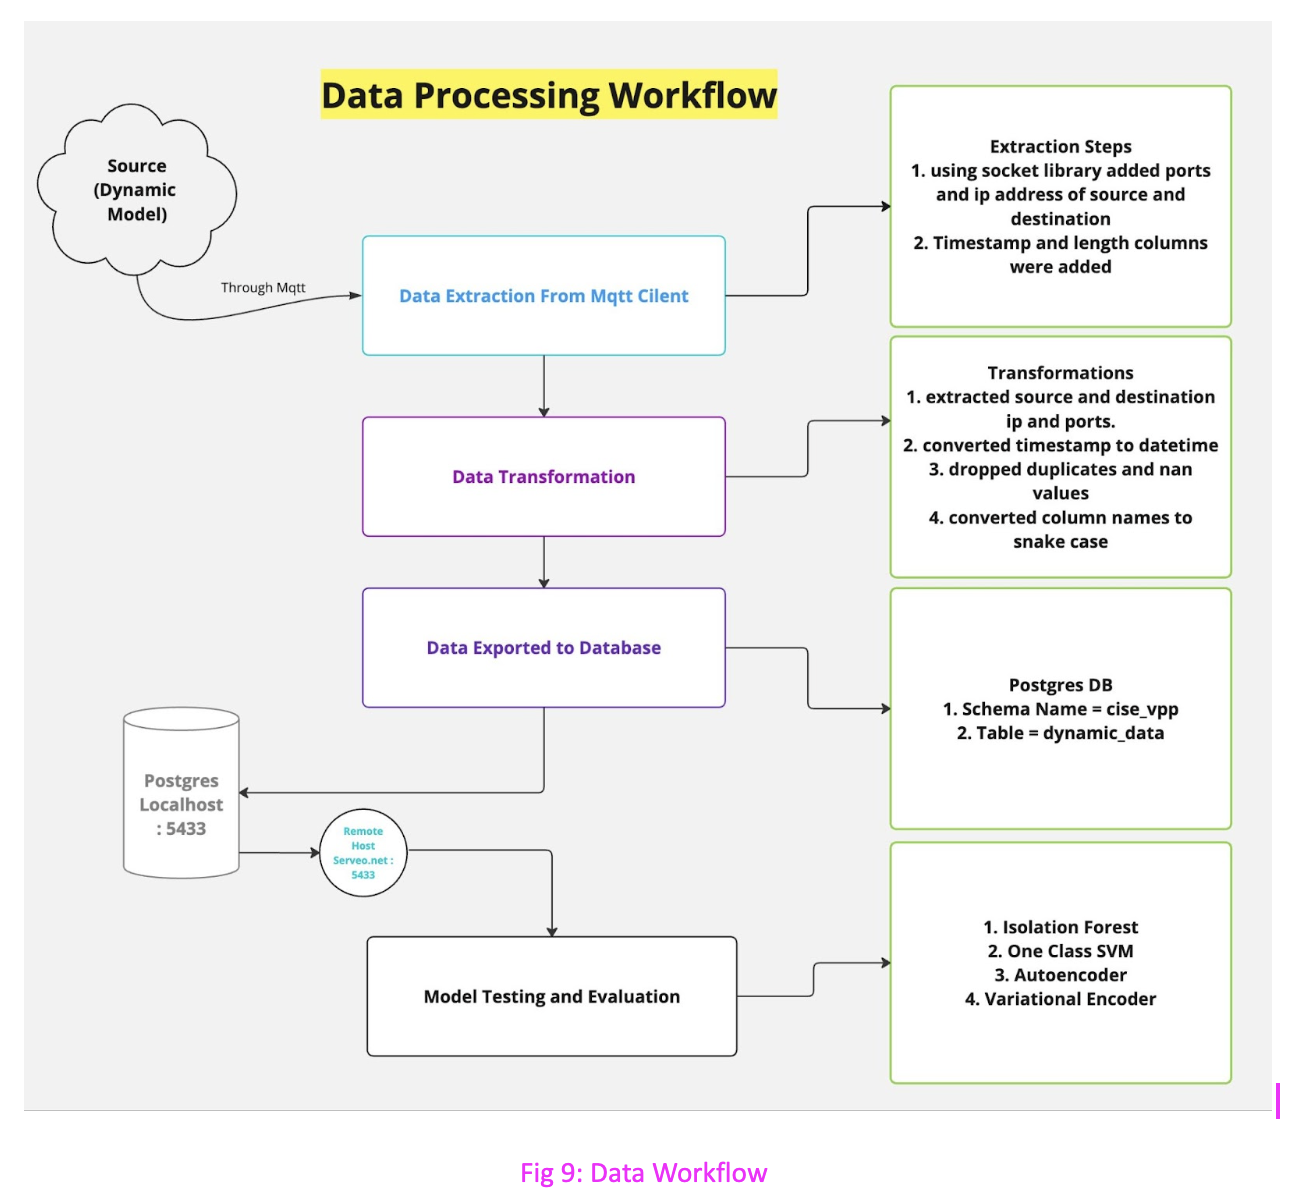 Data Processing Workflow
Source
(Dynamic
Model)
Through Mqtt
Data Extraction From Mqtt Cilent
Extraction Steps
1. using socket library added ports
and ip address of source and
destination
2. Timestamp and length columns
were added
Data Transformation
Transformations
1. extracted source and destination
ip and ports.
2. converted timestamp to datetime
3. dropped duplicates and nan
values
4. converted column names to
snake case
Data Exported to Database
Postgres DB
1. Schema Name = cise_vpp
2. Table = dynamic_data
Postgres
Localhost
: 5433
Remote
Host
Serveo.net :
5433
Model Testing and Evaluation
1. Isolation Forest
2. One Class SVM
3. Autoencoder
4. Variational Encoder
Fig 9: Data Workflow